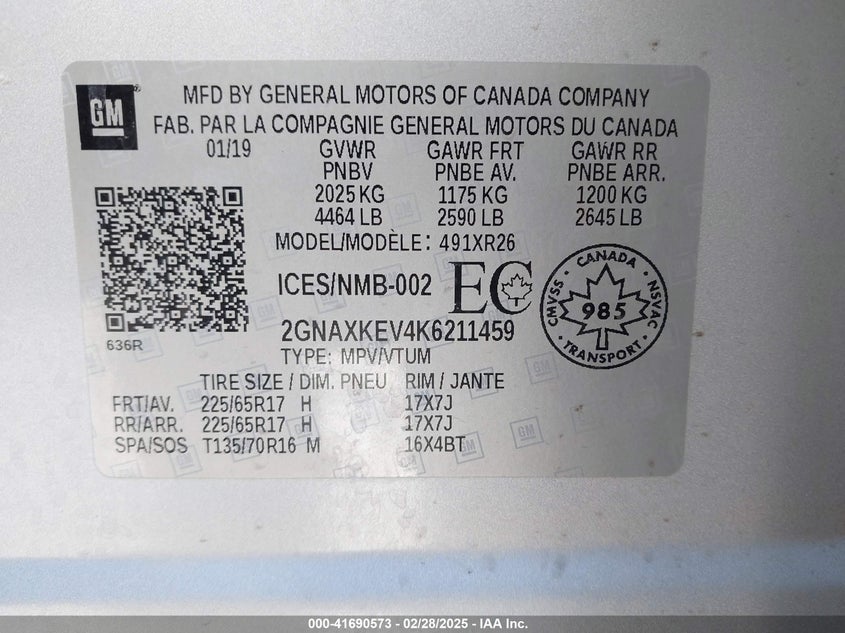 GM
MFD BY GENERAL MOTORS OF CANADA COMPANY
FAB. PAR LA COMPAGNIE GENERAL MOTORS DU CANADA
01/19 GVWR GAWR FRT GAWR RR
PNBV PNBE AV. PNBE ARR.
2025 KG 1175 KG 1200 KG
4464 LB 2590 LB 2645 LB
MODEL/MODÈLE: 491XR26
ICES/NMB-002 EC
CANADA
CMVSS 985 NSVAC
TRANSPORT
636R
2GNAXKEV4K6211459
TYPE: MPV/VTUM
TIRE SIZE / DIM. PNEU RIM / JANTE
FRT/AV. 225/65R17 H 17X7J
RR/ARR. 225/65R17 H 17X7J
SPA/SOS T135/70R16 M 16X4BT
000-41690573 / 02/28/2025 - IAA Inc.